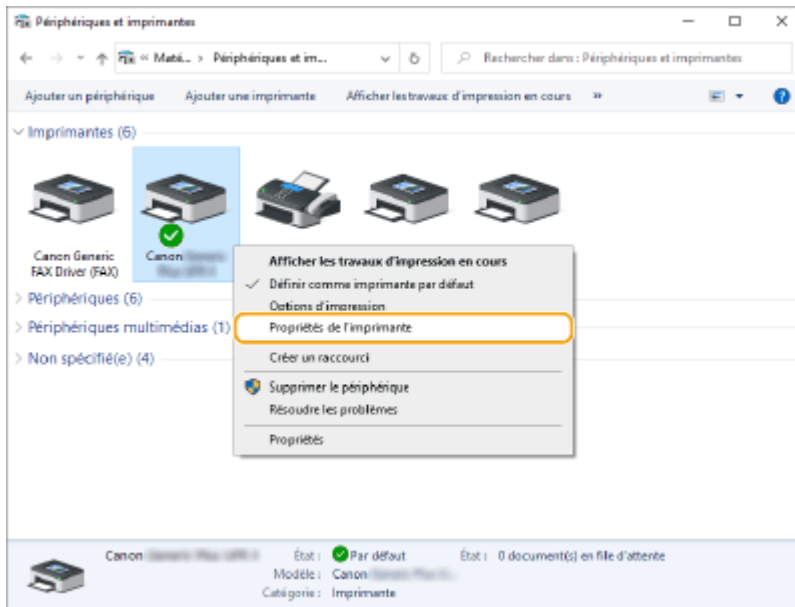 Périphériques et imprimantes
« Maté... > Périphériques et im...
Rechercher dans : Périphériques et imprimantes
Ajouter un périphérique Ajouter une imprimante Afficher les travaux d'impression en cours »
Imprimantes (6)
Canon Generic
FAX Driver (FAX)
Canon
Afficher les travaux d'impression en cours
Définir comme imprimante par défaut
Options d'impression
Propriétés de l'imprimante
Créer un raccourci
Supprimer le périphérique
Résoudre les problèmes
Propriétés
Périphériques (6)
Périphériques multimédias (1)
Non spécifié(e) (4)
Canon État : Par défaut État : 0 document(s) en file d'attente
Modèle : Canon
Catégorie : Imprimante